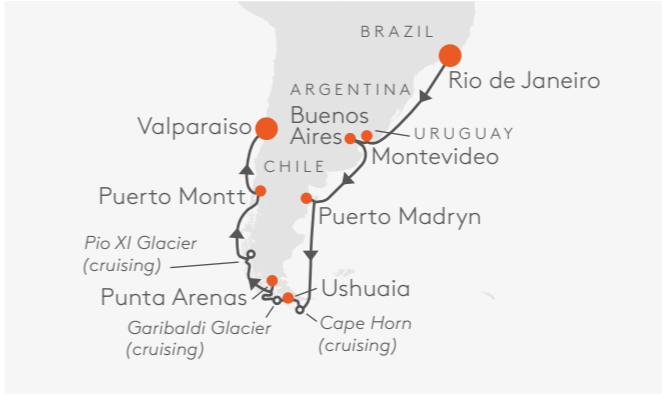 BRAZIL
Rio de Janeiro
ARGENTINA
Buenos
Aires
URUGUAY
Montevideo
Valparaiso
CHILE
Puerto Montt
Puerto Madryn
Pio XI Glacier
(cruising)
Punta Arenas
Ushuaia
Garibaldi Glacier
(cruising)
Cape Horn
(cruising)